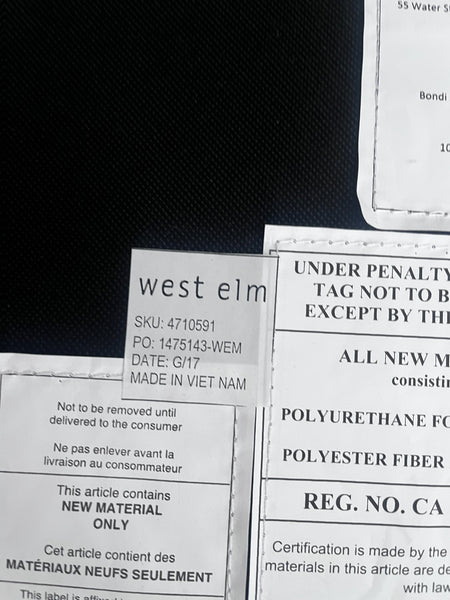 55 Water
Bondi
10
west elm
SKU: 4710591
PO: 1475143-WEM
DATE: G/17
MADE IN VIET NAM
UNDER PENALTY
TAG NOT TO B
EXCEPT BY THE
ALL NEW M
consistin
POLYURETHANE FO
POLYESTER FIBER
REG. NO. CA
Certification is made by the
materials in this article are de
with law
Not to be removed until
delivered to the consumer
Ne pas enlever avant la
livraison au consommateur
This article contains
NEW MATERIAL
ONLY
Cet article contient des
MATÉRIAUX NEUFS SEULEMENT
This label is